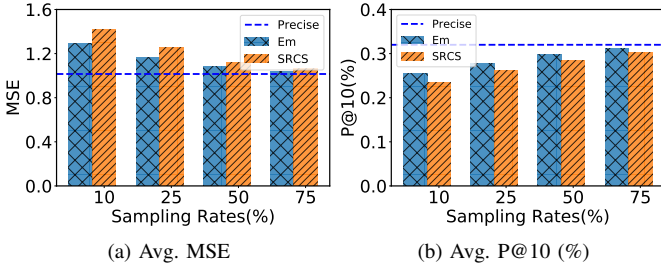 1.6
1.2
0.8
0.4
0.0
MSE
Precise
Em
SRCS
10 25 50 75
Sampling Rates(%)
(a) Avg. MSE
0.4
0.3
0.2
0.1
0.0
P@10(%)
Precise
Em
SRCS
10 25 50 75
Sampling Rates(%)
(b) Avg. P@10 (%)